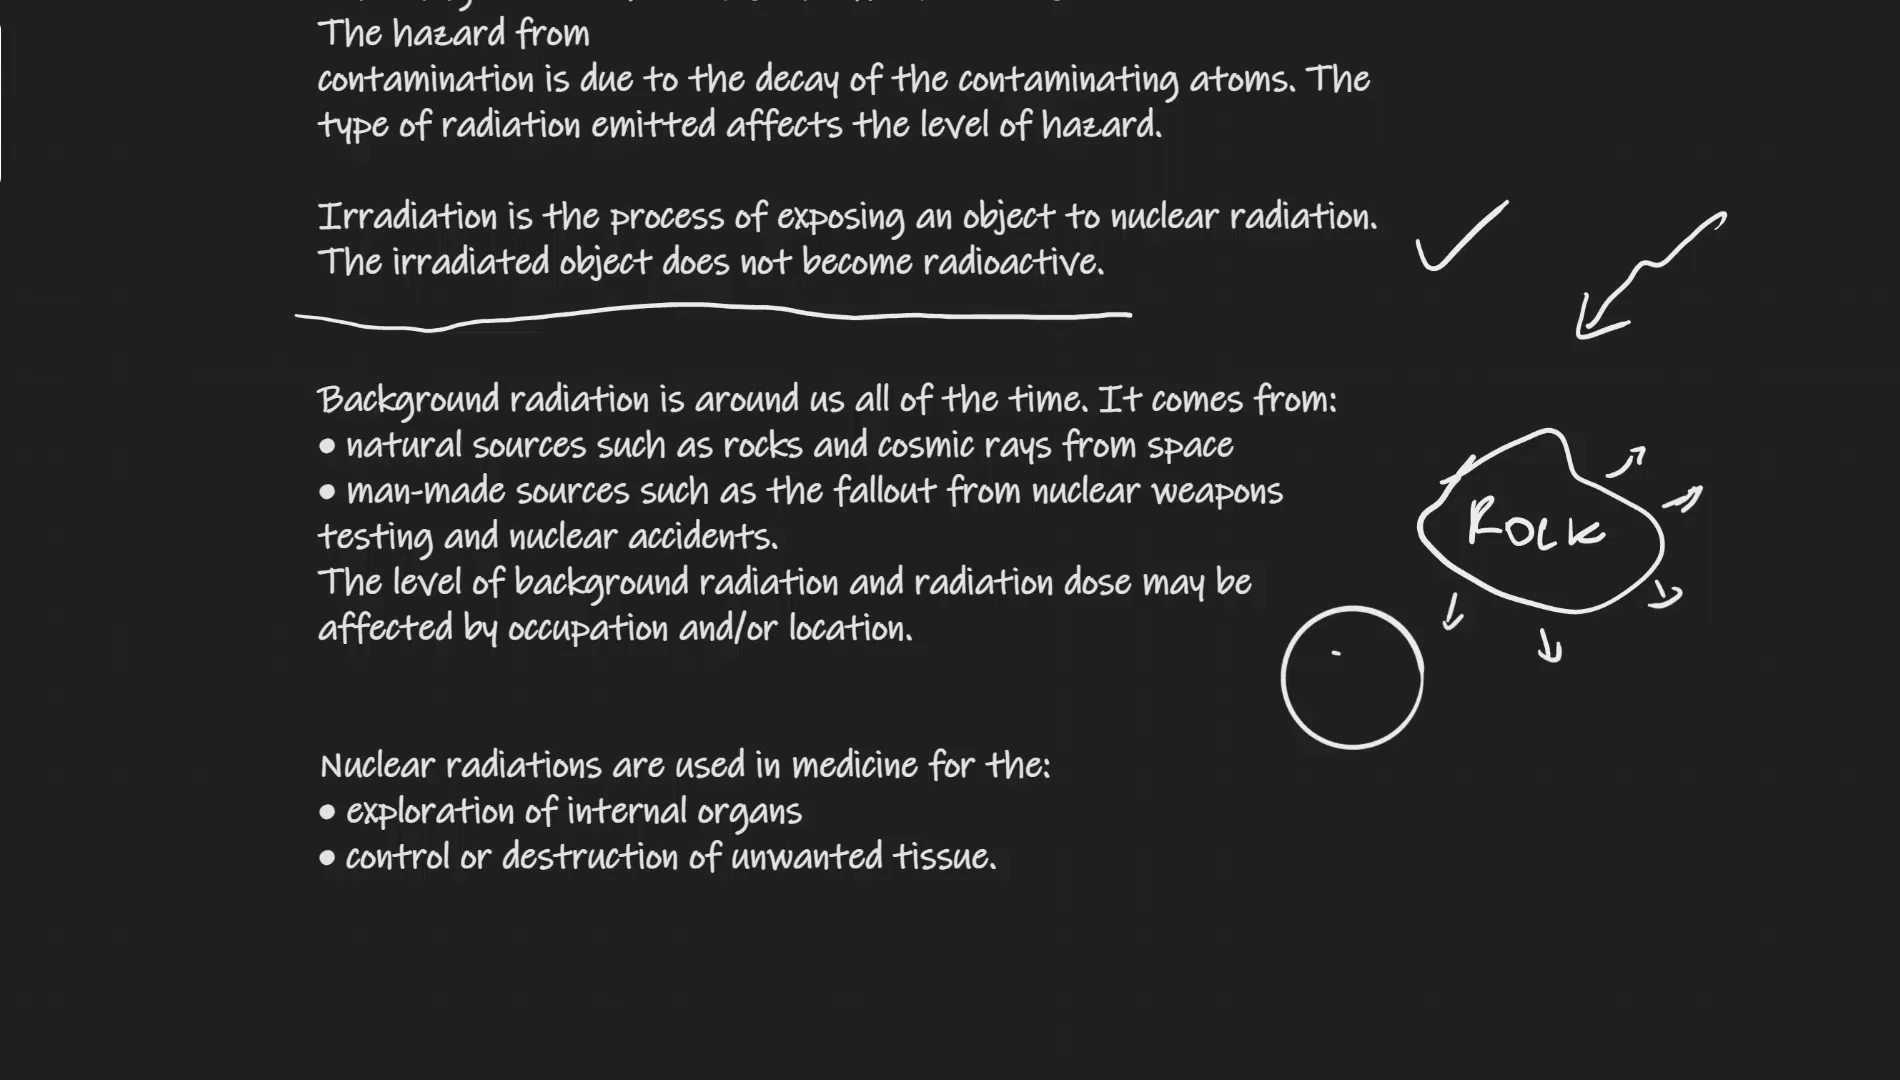 The hazard from
contamination is due to the decay of the contaminating atoms. The
type of radiation emitted affects the level of hazard.
Irradiation is the process of exposing an object to nuclear radiation.
The irradiated object does not become radioactive.
Background radiation is around us all of the time. It comes from:
• natural sources such as rocks and cosmic rays from space
• man-made sources such as the fallout from nuclear weapons
testing and nuclear accidents.
The level of background radiation and radiation dose may be
affected by occupation and/or location.
ROCK
Nuclear radiations are used in medicine for the:
• exploration of internal organs
• control or destruction of unwanted tissue.